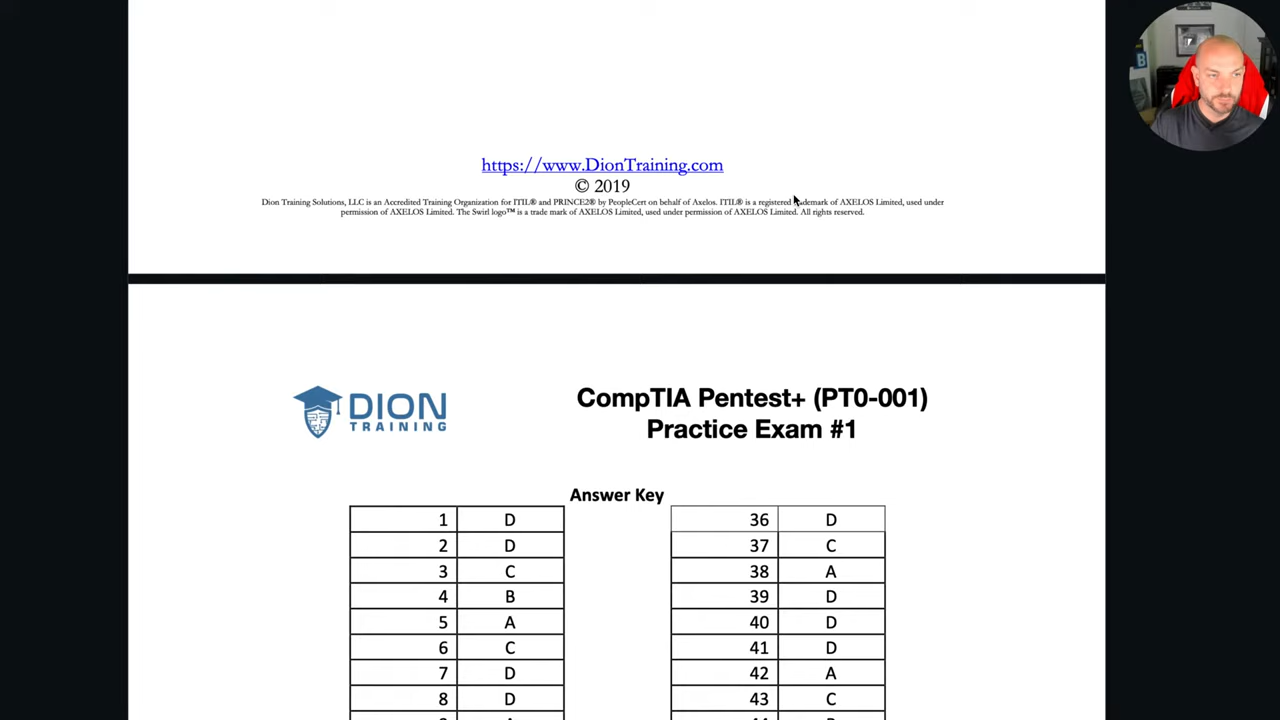 https://www.DionTraining.com
© 2019
Dion Training Solutions, LLC is an Accredited Training Organization for ITIL® and PRINCE2® by PeopleCert on behalf of Axelos. ITIL® is a registered trademark of AXELOS Limited, used under
permission of AXELOS Limited. The Swirl logo™ is a trade mark of AXELOS Limited, used under permission of AXELOS Limited. All rights reserved.
DION
TRAINING
CompTIA Pentest+ (PT0-001)
Practice Exam #1
Answer Key
1 D 36 D
2 D 37 C
3 C 38 A
4 B 39 D
5 A 40 D
6 C 41 D
7 D 42 A
8 D 43 C